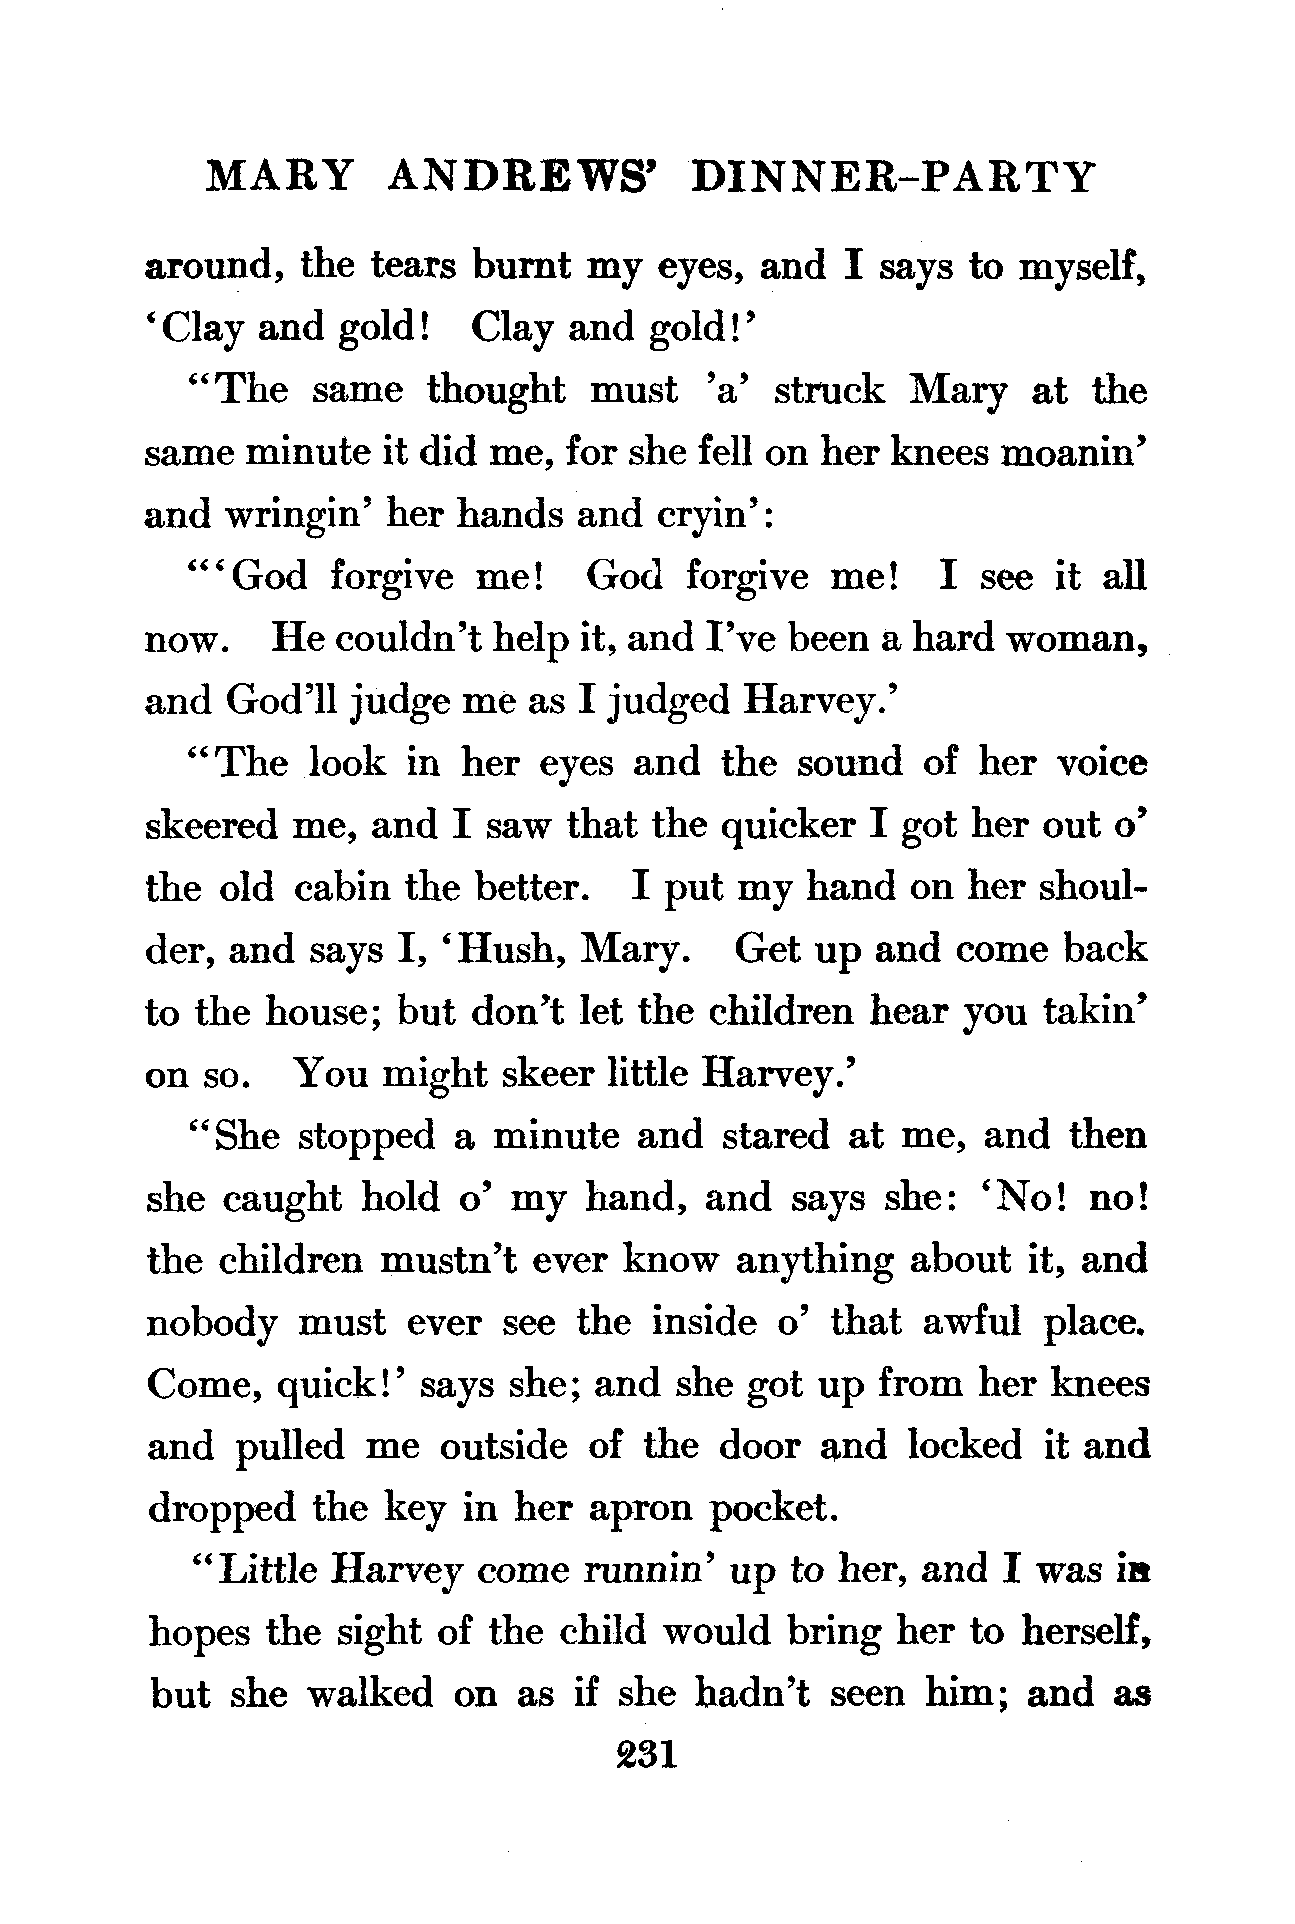 MARY ANDREWS’ DINNER-PARTY
around, the tears burnt my eyes, and I says to myself,
‘Clay and gold! Clay and gold!’
“The same thought must ’a’ struck Mary at the
same minute it did me, for she fell on her knees moanin’
and wringin’ her hands and cryin’:
“‘God forgive me! God forgive me! I see it all
now. He couldn’t help it, and I’ve been a hard woman,
and God’ll judge me as I judged Harvey.’
“The look in her eyes and the sound of her voice
skeered me, and I saw that the quicker I got her out o’
the old cabin the better. I put my hand on her shoul-
der, and says I, ‘Hush, Mary. Get up and come back
to the house; but don’t let the children hear you takin’
on so. You might skeer little Harvey.’
“She stopped a minute and stared at me, and then
she caught hold o’ my hand, and says she: ‘No! no!
the children mustn’t ever know anything about it, and
nobody must ever see the inside o’ that awful place.
Come, quick!’ says she; and she got up from her knees
and pulled me outside of the door and locked it and
dropped the key in her apron pocket.
“Little Harvey come runnin’ up to her, and I was in
hopes the sight of the child would bring her to herself,
but she walked on as if she hadn’t seen him; and as
231